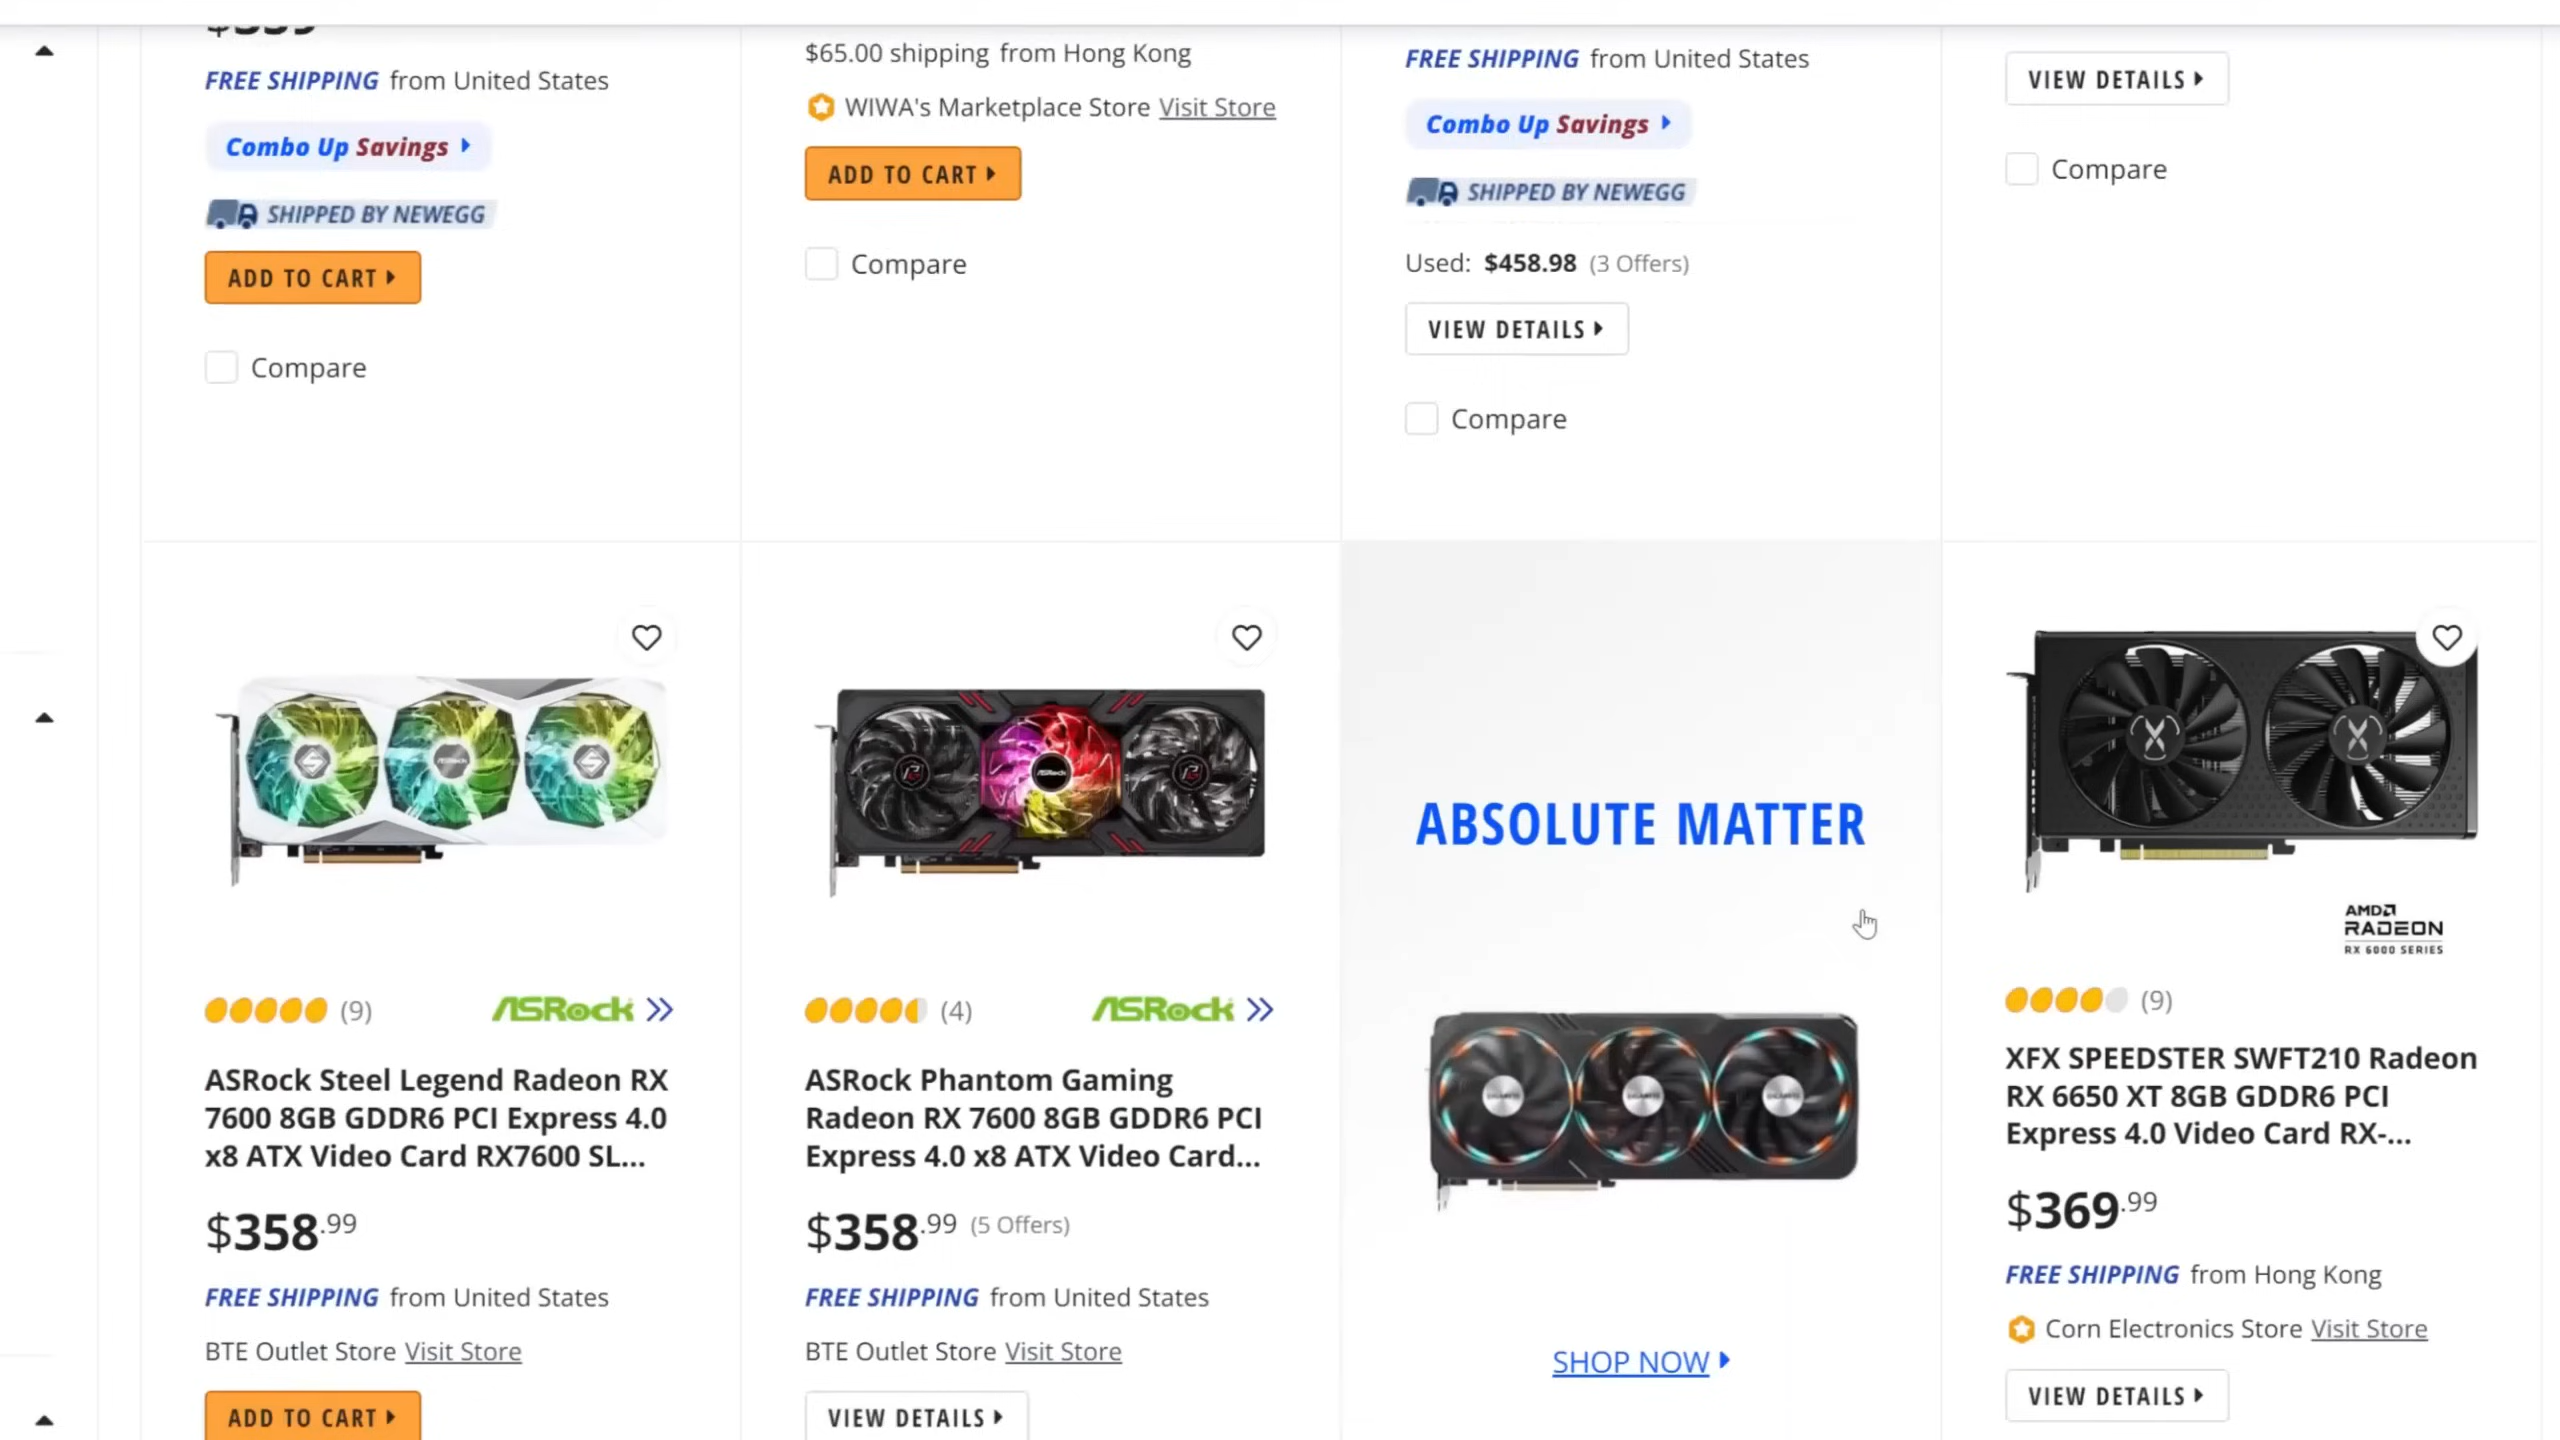 FREE SHIPPING from United States
Combo Up Savings
SHIPPED BY NEWEGG
ADD TO CART
Compare
$65.00 shipping from Hong Kong
WIWA's Marketplace Store Visit Store
ADD TO CART
Compare
FREE SHIPPING from United States
Combo Up Savings
SHIPPED BY NEWEGG
Used: $458.98 (3 Offers)
VIEW DETAILS
Compare
VIEW DETAILS
Compare
(9) ASRock
ASRock Steel Legend Radeon RX
7600 8GB GDDR6 PCI Express 4.0
x8 ATX Video Card RX7600 SL...
$358.99
FREE SHIPPING from United States
BTE Outlet Store Visit Store
ADD TO CART
(4) ASRock
ASRock Phantom Gaming
Radeon RX 7600 8GB GDDR6 PCI
Express 4.0 x8 ATX Video Card...
$358.99 (5 Offers)
FREE SHIPPING from United States
BTE Outlet Store Visit Store
VIEW DETAILS
ABSOLUTE MATTER
SHOP NOW
AMD
RADEON
RX 6000 SERIES
(9)
XFX SPEEDSTER SWFT210 Radeon
RX 6650 XT 8GB GDDR6 PCI
Express 4.0 Video Card RX-...
$369.99
FREE SHIPPING from Hong Kong
Corn Electronics Store Visit Store
VIEW DETAILS